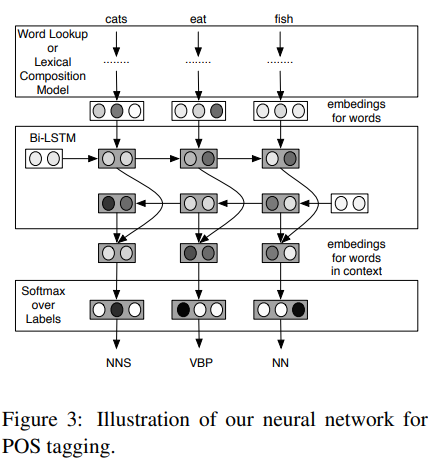 cats eat fish
Word Lookup
or
Lexical
Composition
Model
........ ........ ........
embedings
for words
Bi-LSTM
embedings
for words
in context
Softmax
over
Labels
NNS VBP NN
Figure 3: Illustration of our neural network for
POS tagging.